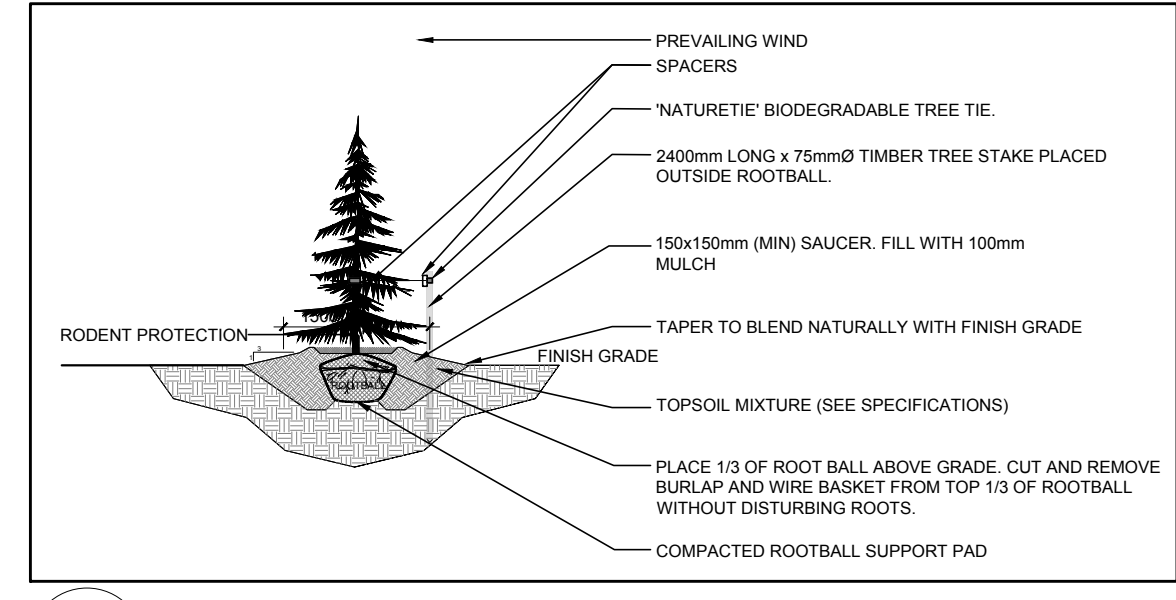 PREVAILING WIND
SPACERS
'NATURETIE' BIODEGRADABLE TREE TIE.
2400mm LONG x 75mmØ TIMBER TREE STAKE PLACED
OUTSIDE ROOTBALL.
150x150mm (MIN) SAUCER. FILL WITH 100mm
MULCH
RODENT PROTECTION
TAPER TO BLEND NATURALLY WITH FINISH GRADE
3
1
FINISH GRADE
ROOTBALL
TOPSOIL MIXTURE (SEE SPECIFICATIONS)
PLACE 1/3 OF ROOT BALL ABOVE GRADE. CUT AND REMOVE
BURLAP AND WIRE BASKET FROM TOP 1/3 OF ROOTBALL
WITHOUT DISTURBING ROOTS.
COMPACTED ROOTBALL SUPPORT PAD